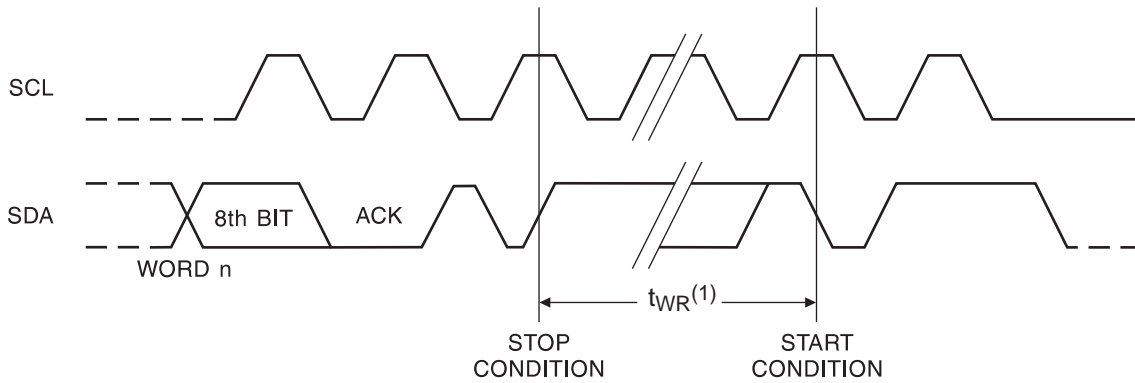 SCL
SDA
8th BIT
ACK
WORD n
tWR(1)
STOP
CONDITION
START
CONDITION